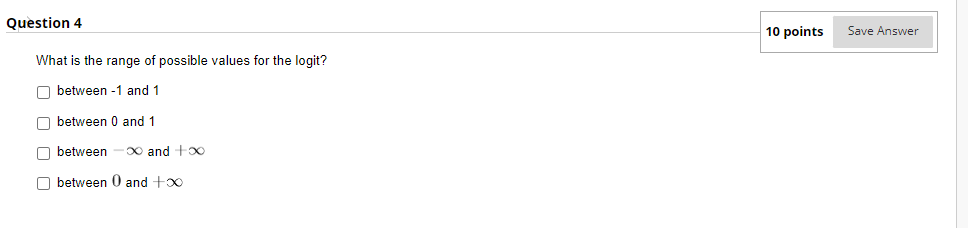 Question 4
10 points
Save Answer
What is the range of possible values for the logit?
between -1 and 1
between 0 and 1
between −∞ and +∞
between 0 and +∞